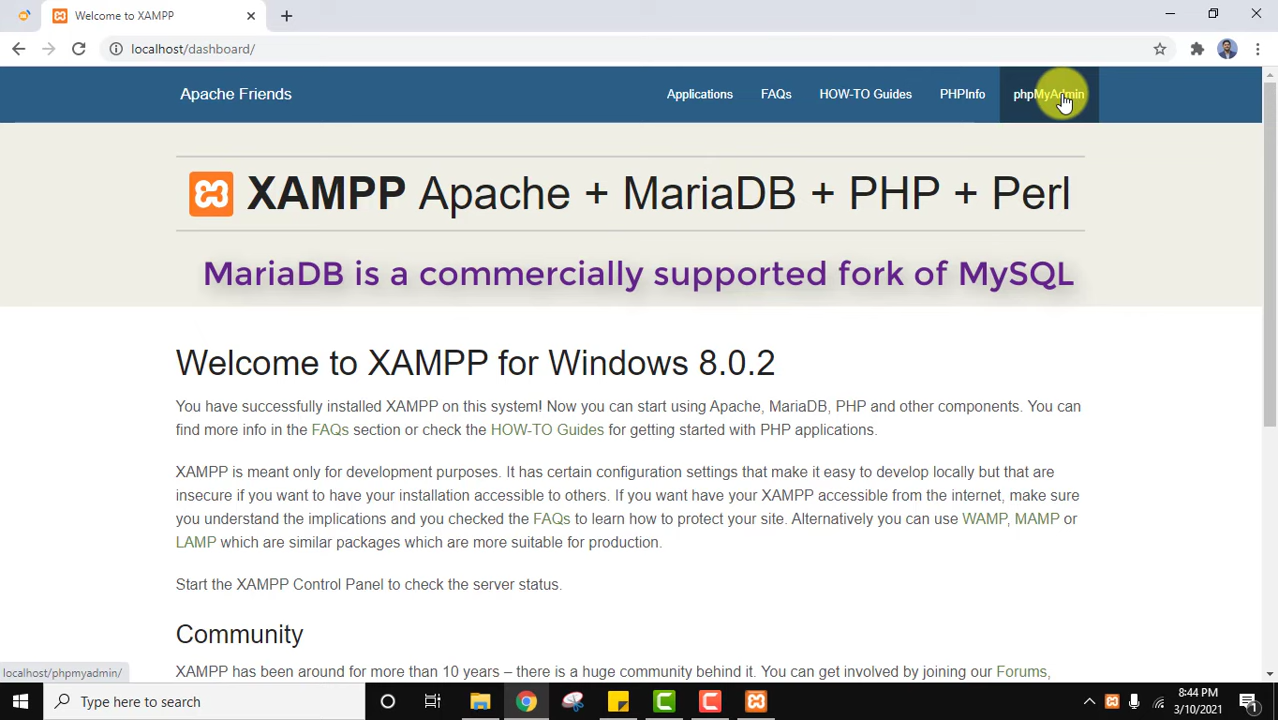 Welcome to XAMPP
localhost/dashboard/
Apache Friends
Applications
FAQs
HOW-TO Guides
PHPInfo
phpMyAdmin
XAMPP Apache + MariaDB + PHP + Perl
MariaDB is a commercially supported fork of MySQL
Welcome to XAMPP for Windows 8.0.2
You have successfully installed XAMPP on this system! Now you can start using Apache, MariaDB, PHP and other components. You can
find more info in the FAQs section or check the HOW-TO Guides for getting started with PHP applications.
XAMPP is meant only for development purposes. It has certain configuration settings that make it easy to develop locally but that are
insecure if you want to have your installation accessible to others. If you want have your XAMPP accessible from the internet, make sure
you understand the implications and you checked the FAQs to learn how to protect your site. Alternatively you can use WAMP, MAMP or
LAMP which are similar packages which are more suitable for production.
Start the XAMPP Control Panel to check the server status.
Community
XAMPP has been around for more than 10 years – there is a huge community behind it. You can get involved by joining our Forums,
localhost/phpmyadmin/
Type here to search
8:44 PM
3/10/2021
1